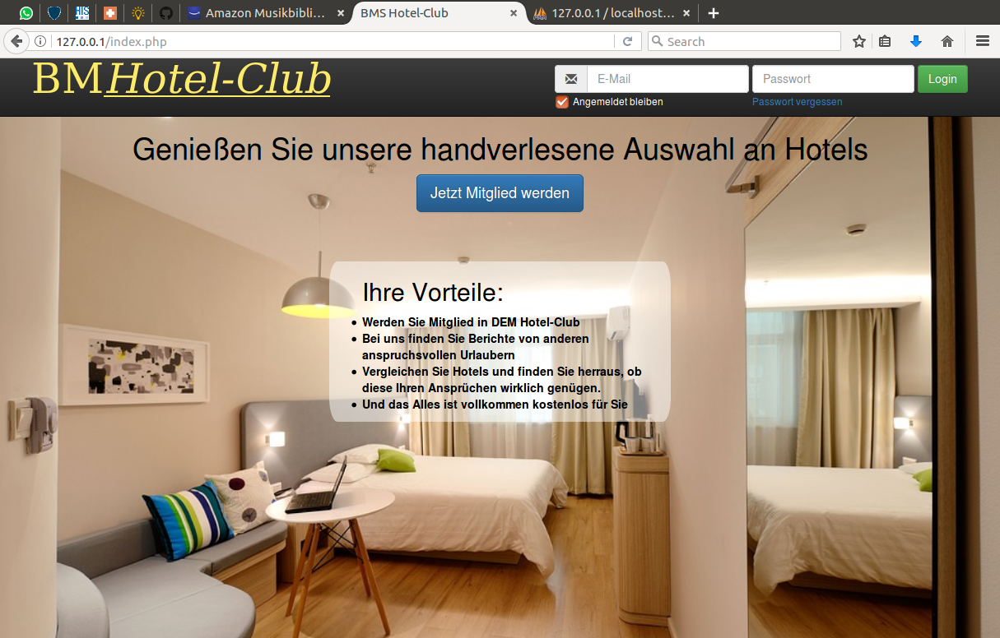 Amazon Musikbibli...
BMS Hotel-Club
127.0.0.1 / localhost...
127.0.0.1/index.php
Search
BMHotel-Club
E-Mail
Passwort
Login
Angemeldet bleiben
Passwort vergessen
Genießen Sie unsere handverlesene Auswahl an Hotels
Jetzt Mitglied werden
Ihre Vorteile:
• Werden Sie Mitglied in DEM Hotel-Club
• Bei uns finden Sie Berichte von anderen
anspruchsvollen Urlaubern
• Vergleichen Sie Hotels und finden Sie herraus, ob
diese Ihren Ansprüchen wirklich genügen.
• Und das Alles ist vollkommen kostenlos für Sie